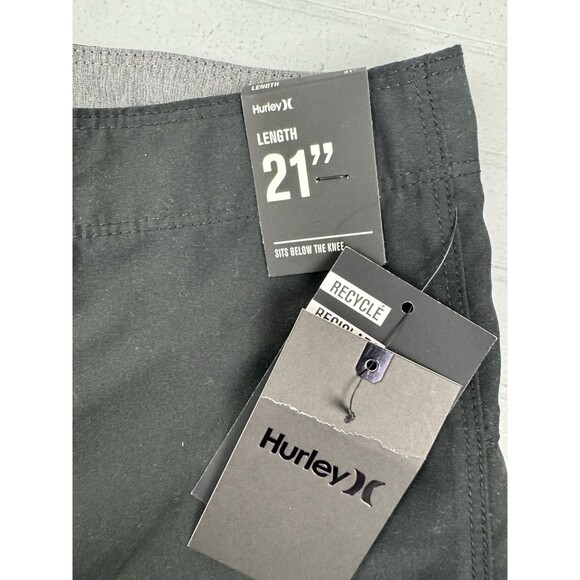 LENGTH
Hurley
LENGTH
21”
SITS BELOW THE KNEE
RECYCLÉ
Hurley